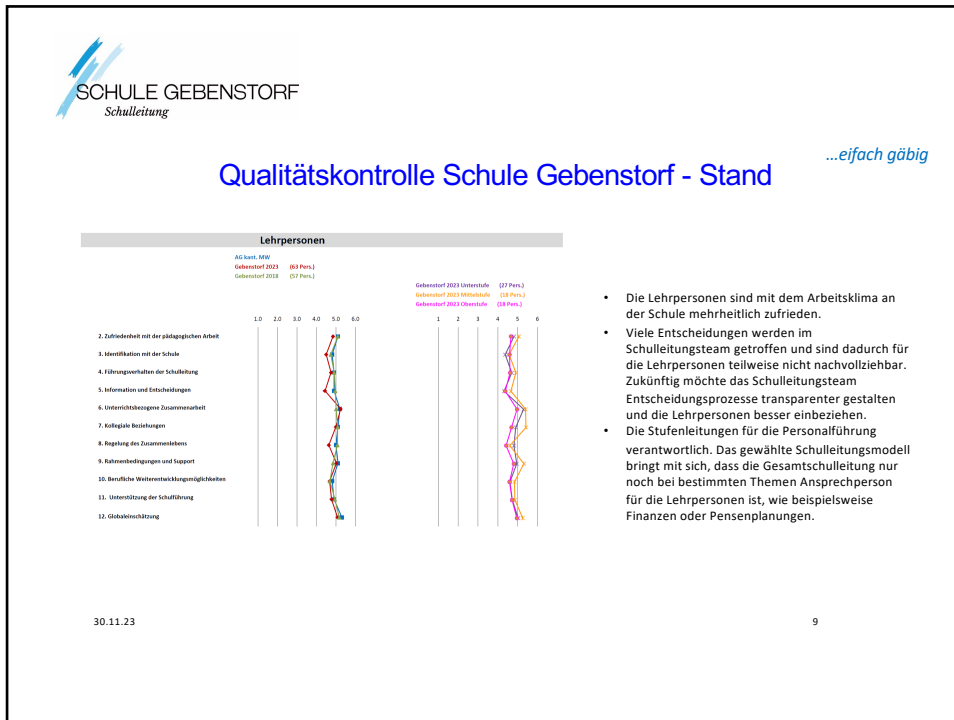 SCHULE GEBENSTORF
Schulleitung
...eifach gäbig
Qualitätskontrolle Schule Gebenstorf - Stand
Lehrpersonen
AG kant. MW
Gebenstorf 2023 (63 Pers.)
Gebenstorf 2018 (57 Pers.)
Gebenstorf 2023 Unterstufe (27 Pers.)
Gebenstorf 2023 Mittelstufe (18 Pers.)
Gebenstorf 2023 Oberstufe (18 Pers.)
1.0 2.0 3.0 4.0 5.0 6.0
1 2 3 4 5 6
2. Zufriedenheit mit der pädagogischen Arbeit
3. Identifikation mit der Schule
4. Führungsverhalten der Schulleitung
5. Information und Entscheidungen
6. Unterrichtsbezogene Zusammenarbeit
7. Kollegiale Beziehungen
8. Regelung des Zusammenlebens
9. Rahmenbedingungen und Support
10. Berufliche Weiterentwicklungsmöglichkeiten
11. Unterstützung der Schulführung
12. Globaleinschätzung
• Die Lehrpersonen sind mit dem Arbeitsklima an
der Schule mehrheitlich zufrieden.
• Viele Entscheidungen werden im
Schulleitungsteam getroffen und sind dadurch für
die Lehrpersonen teilweise nicht nachvollziehbar.
Zukünftig möchte das Schulleitungsteam
Entscheidungsprozesse transparenter gestalten
und die Lehrpersonen besser einbeziehen.
• Die Stufenleitungen für die Personalführung
verantwortlich. Das gewählte Schulleitungsmodell
bringt mit sich, dass die Gesamtschulleitung nur
noch bei bestimmten Themen Ansprechperson
für die Lehrpersonen ist, wie beispielsweise
Finanzen oder Pensenplanungen.
30.11.23
9